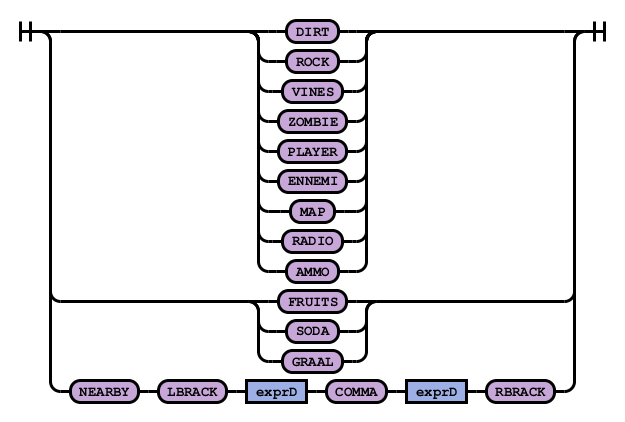 DIRT
ROCK
VINES
ZOMBIE
PLAYER
ENNEMI
MAP
RADIO
AMMO
FRUITS
SODA
GRAAL
NEARBY LBRACK exprD COMMA exprD RBRACK